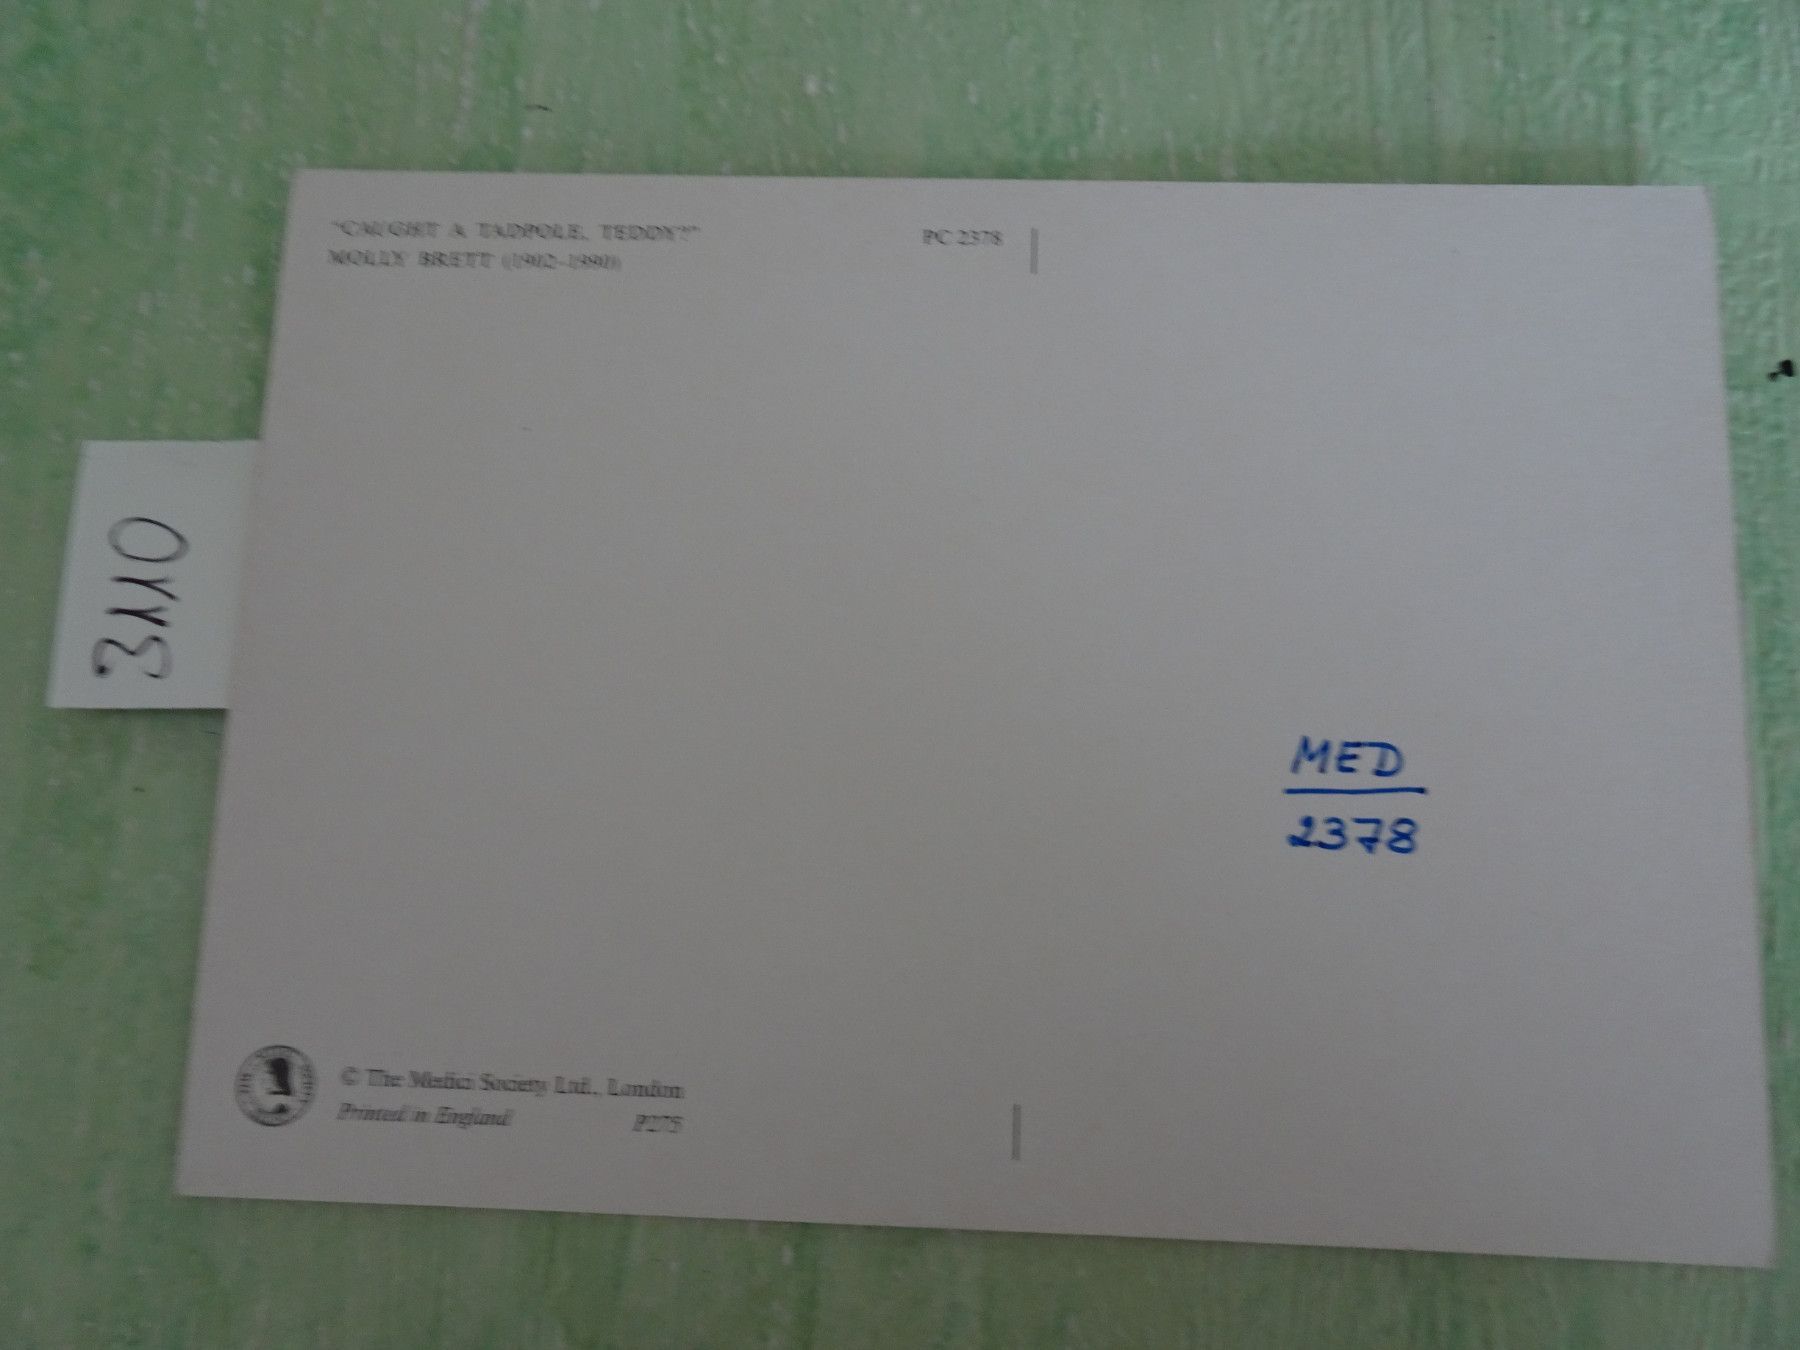 "CAUGHT A TADPOLE, TEDDY?"
MOLLY BRETT (1902–1990)
PC 2378
3110
MED
2378
© The Medici Society Ltd., London
Printed in England P275